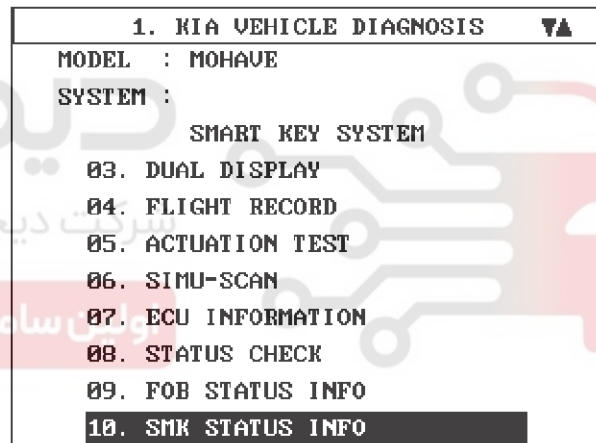 1. KIA VEHICLE DIAGNOSIS ▼▲
MODEL : MOHAVE
SYSTEM :
SMART KEY SYSTEM
03. DUAL DISPLAY
04. FLIGHT RECORD
05. ACTUATION TEST
06. SIMU-SCAN
07. ECU INFORMATION
08. STATUS CHECK
09. FOB STATUS INFO
10. SMK STATUS INFO